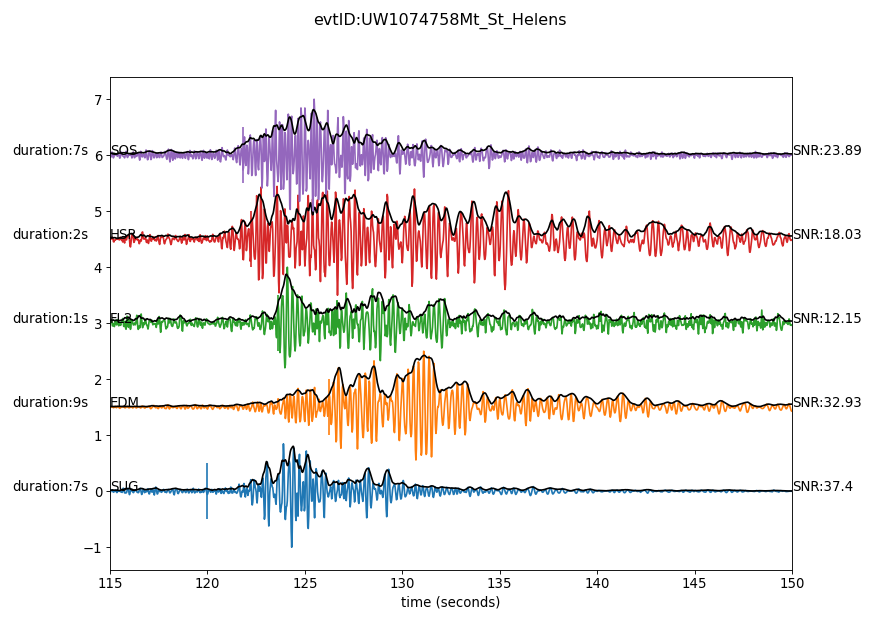 evtID:UW1074758Mt_St_Helens
7
duration:7s SOS SNR:23.89
6
5
duration:2s HSR SNR:18.03
4
duration:1s EL2 SNR:12.15
3
2
duration:9s EDM SNR:32.93
1
duration:7s SUG SNR:37.4
0
−1
115 120 125 130 135 140 145 150
time (seconds)